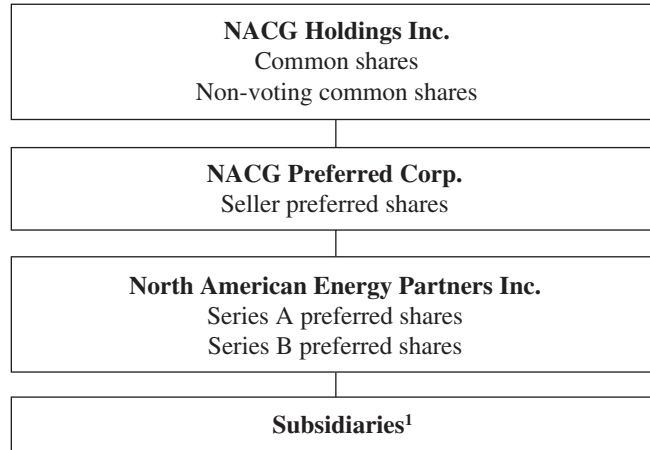 NACG Holdings Inc.
Common shares
Non-voting common shares
NACG Preferred Corp.
Seller preferred shares
North American Energy Partners Inc.
Series A preferred shares
Series B preferred shares
Subsidiaries¹